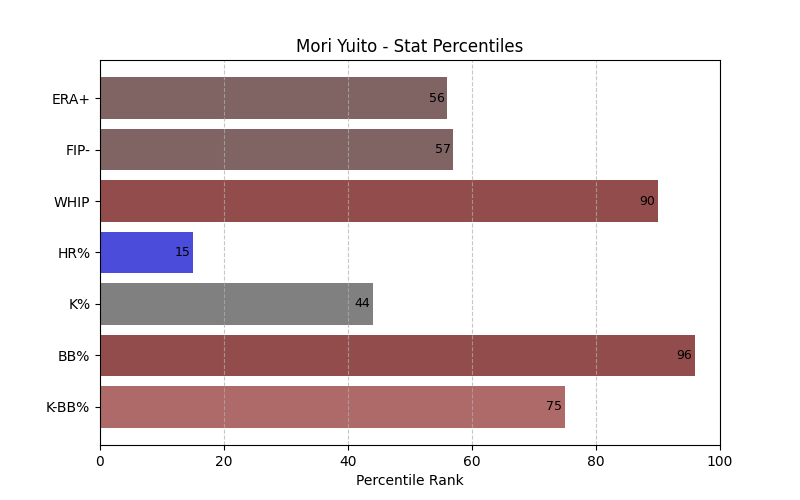 Mori Yuito - Stat Percentiles
ERA+ 56
FIP- 57
WHIP 90
HR% 15
K% 44
BB% 96
K-BB% 75
0 20 40 60 80 100
Percentile Rank